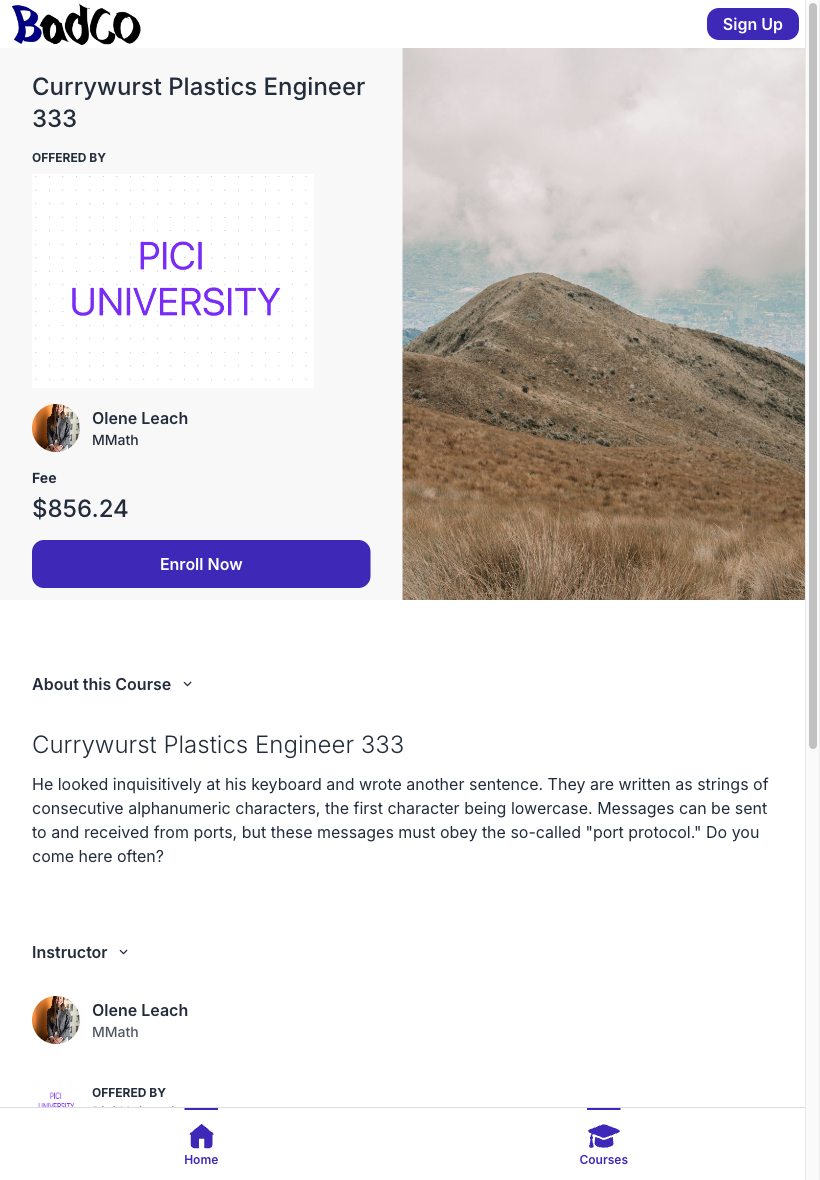 BadCo
Sign Up
Currywurst Plastics Engineer
333
OFFERED BY
PICI
UNIVERSITY
Olene Leach
MMath
Fee
$856.24
Enroll Now
About this Course
Currywurst Plastics Engineer 333
He looked inquisitively at his keyboard and wrote another sentence. They are written as strings of
consecutive alphanumeric characters, the first character being lowercase. Messages can be sent
to and received from ports, but these messages must obey the so-called "port protocol." Do you
come here often?
Instructor
Olene Leach
MMath
PICI
UNIVERSITY
OFFERED BY
Home
Courses